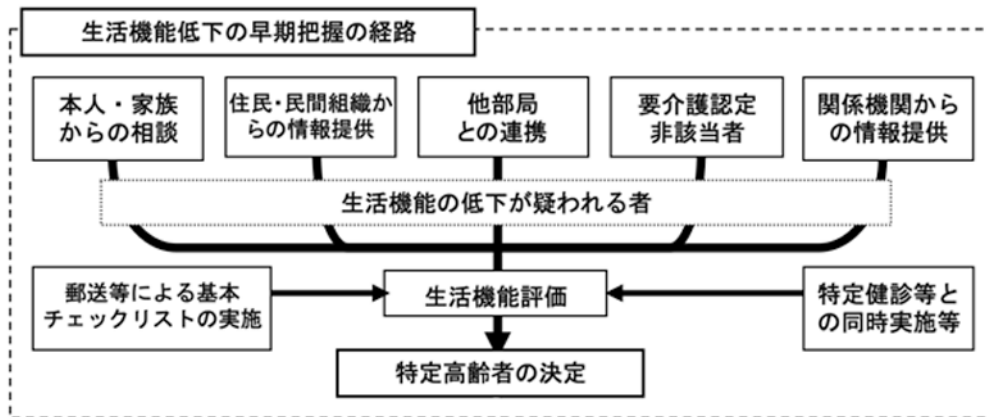 生活機能低下の早期把握の経路
本人・家族
からの相談
住民・民間組織か
らの情報提供
他部局
との連携
要介護認定
非該当者
関係機関から
の情報提供
生活機能の低下が疑われる者
郵送等による基本
チェックリストの実施
生活機能評価
特定健診等と
の同時実施等
特定高齢者の決定